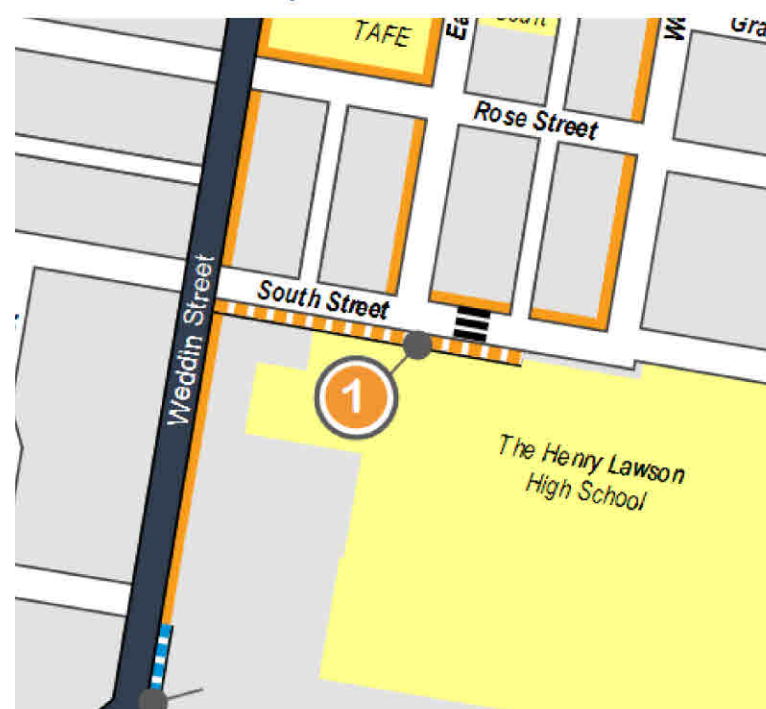 TAFE
Rose Street
South Street
Weddin Street
1
The Henry Lawson
High School